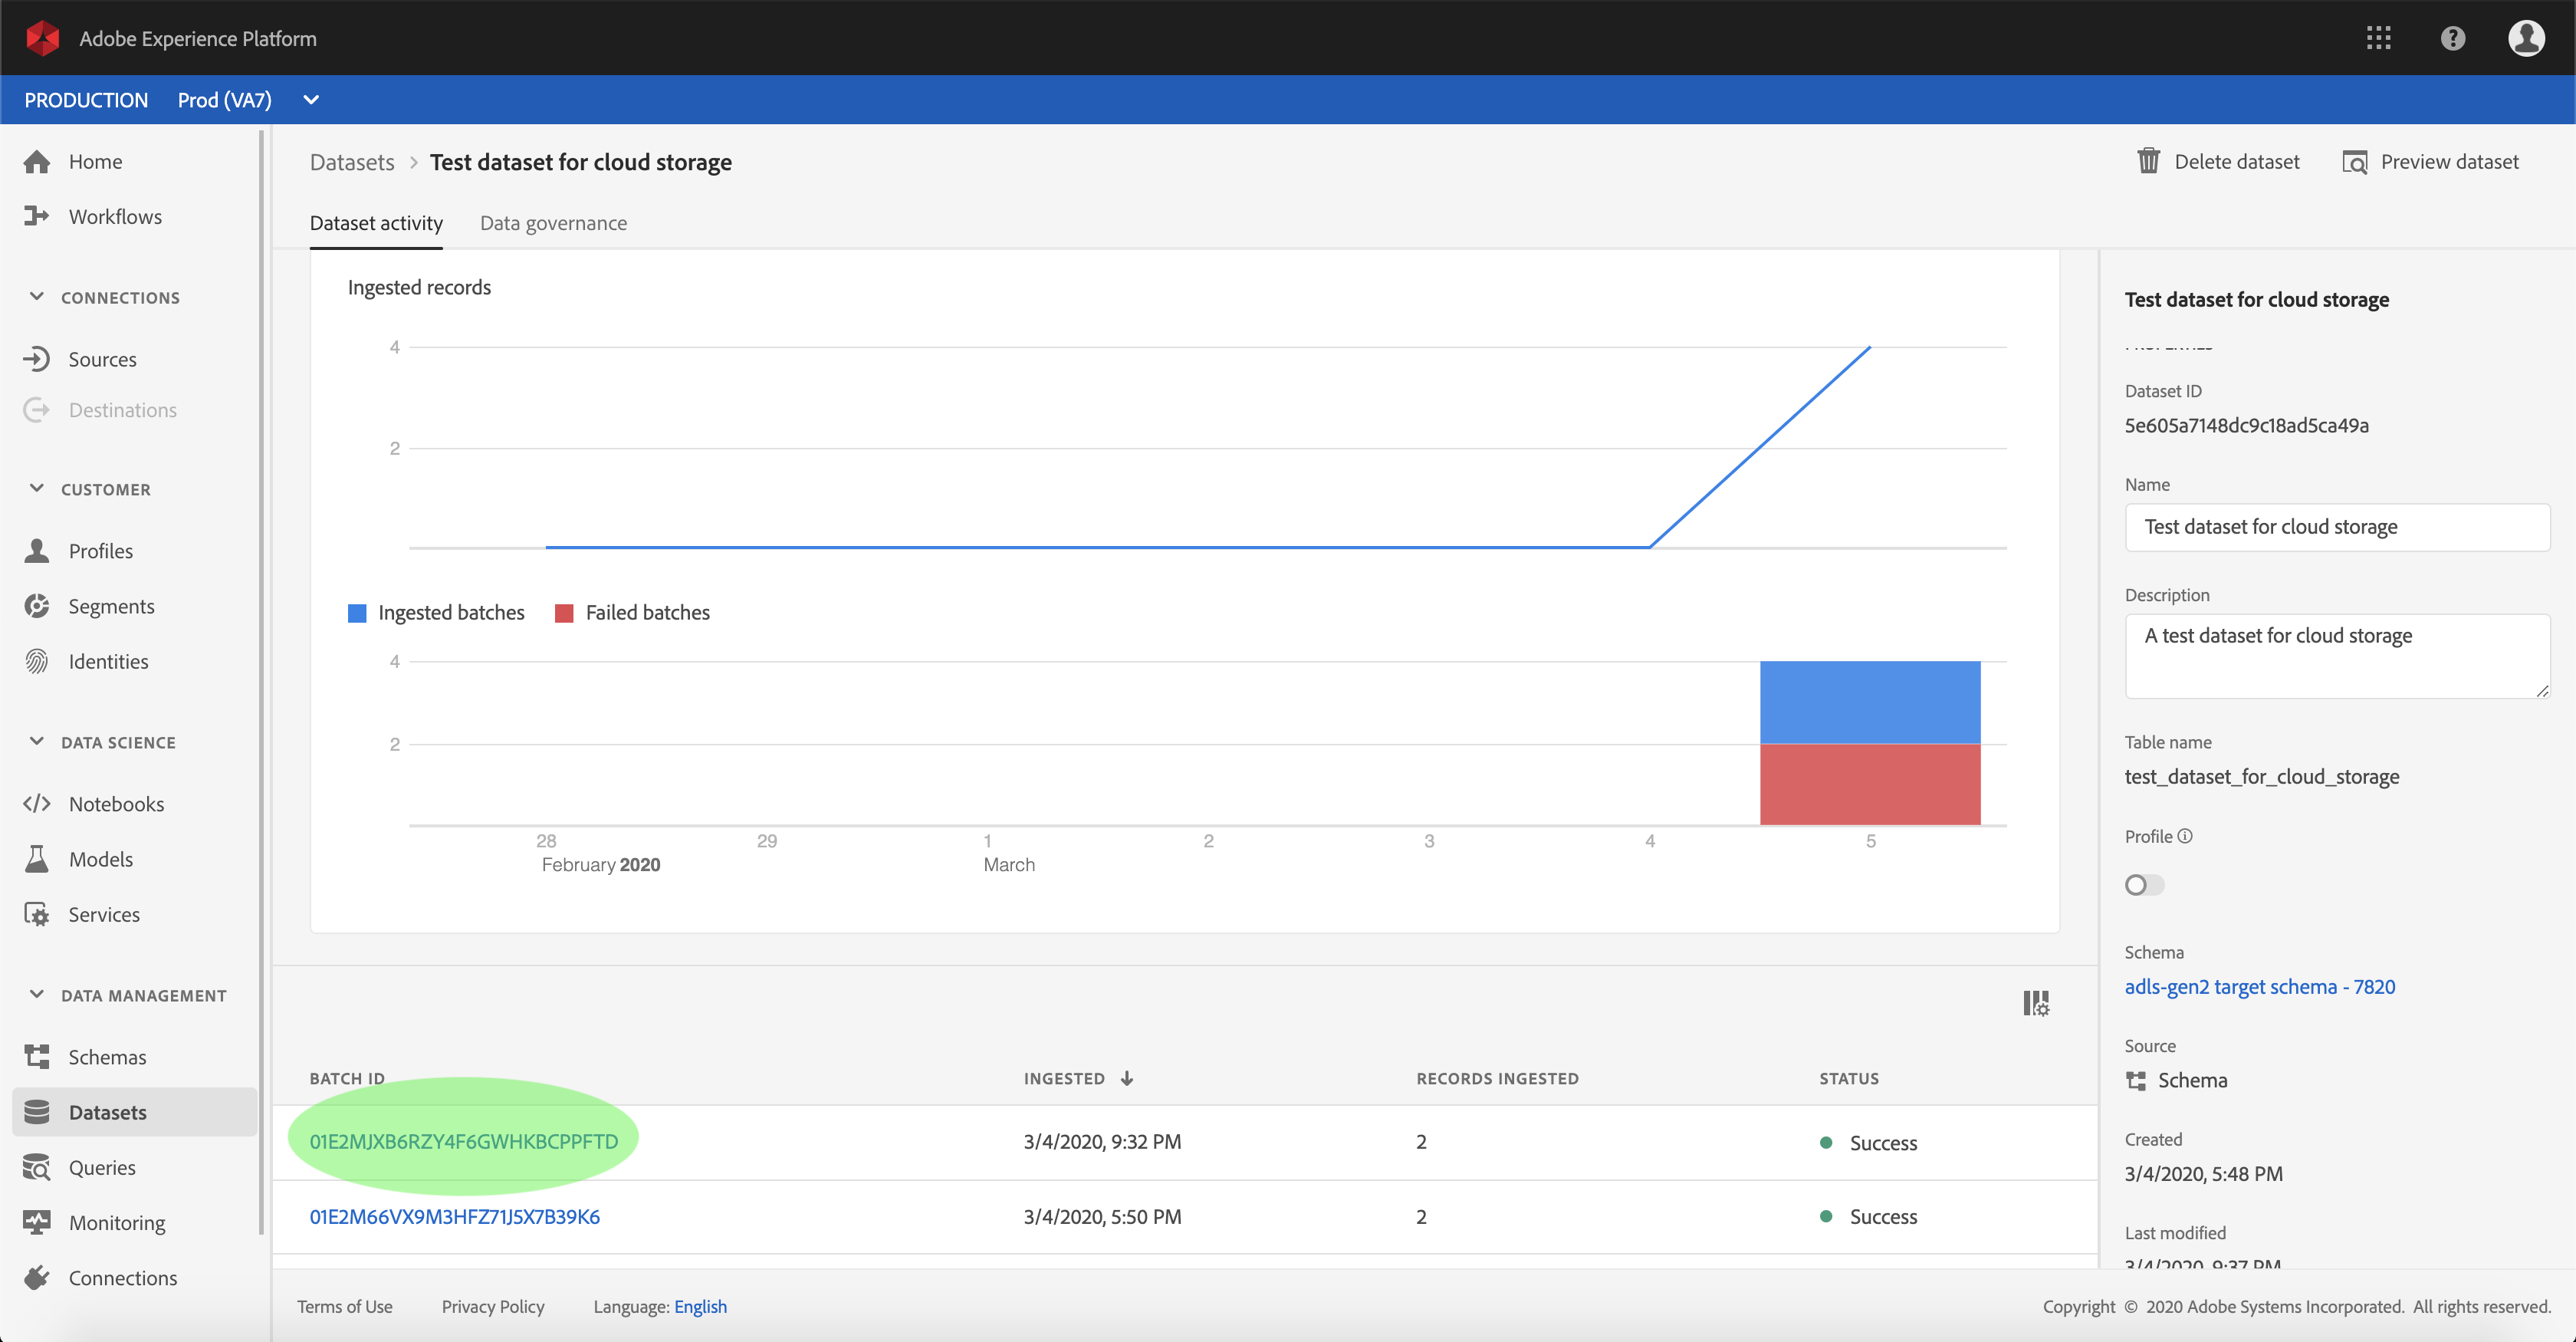 Adobe Experience Platform
PRODUCTION Prod (VA7)
Home
Workflows
CONNECTIONS
Sources
Destinations
CUSTOMER
Profiles
Segments
Identities
DATA SCIENCE
Notebooks
Models
Services
DATA MANAGEMENT
Schemas
Datasets
Queries
Monitoring
Connections
Datasets > Test dataset for cloud storage
Delete dataset Preview dataset
Dataset activity Data governance
Ingested records
4
2
Ingested batches Failed batches
4
2
28 29 1 2 3 4 5
February 2020 March
BATCH ID INGESTED RECORDS INGESTED STATUS
01E2MJXB6RZY4F6GWHKBCPPFTD 3/4/2020, 9:32 PM 2 Success
01E2M66VX9M3HFZ71J5X7B39K6 3/4/2020, 5:50 PM 2 Success
Test dataset for cloud storage
PROPERTIES
Dataset ID
5e605a7148dc9c18ad5ca49a
Name
Test dataset for cloud storage
Description
A test dataset for cloud storage
Table name
test_dataset_for_cloud_storage
Profile
Schema
adls-gen2 target schema - 7820
Source
Schema
Created
3/4/2020, 5:48 PM
Last modified
3/4/2020, 9:37 PM
Terms of Use Privacy Policy Language: English
Copyright © 2020 Adobe Systems Incorporated. All rights reserved.